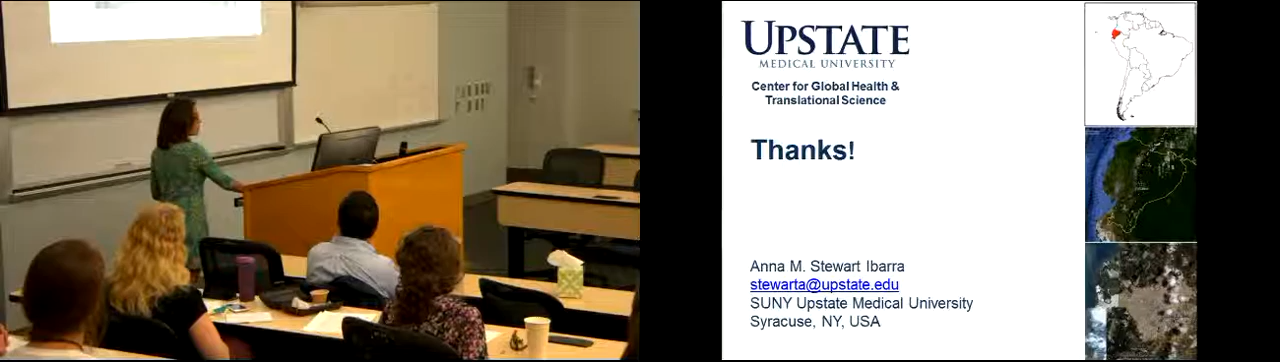 UPSTATE
MEDICAL UNIVERSITY
Center for Global Health &
Translational Science
Thanks!
Anna M. Stewart Ibarra
stewarta@upstate.edu
SUNY Upstate Medical University
Syracuse, NY, USA